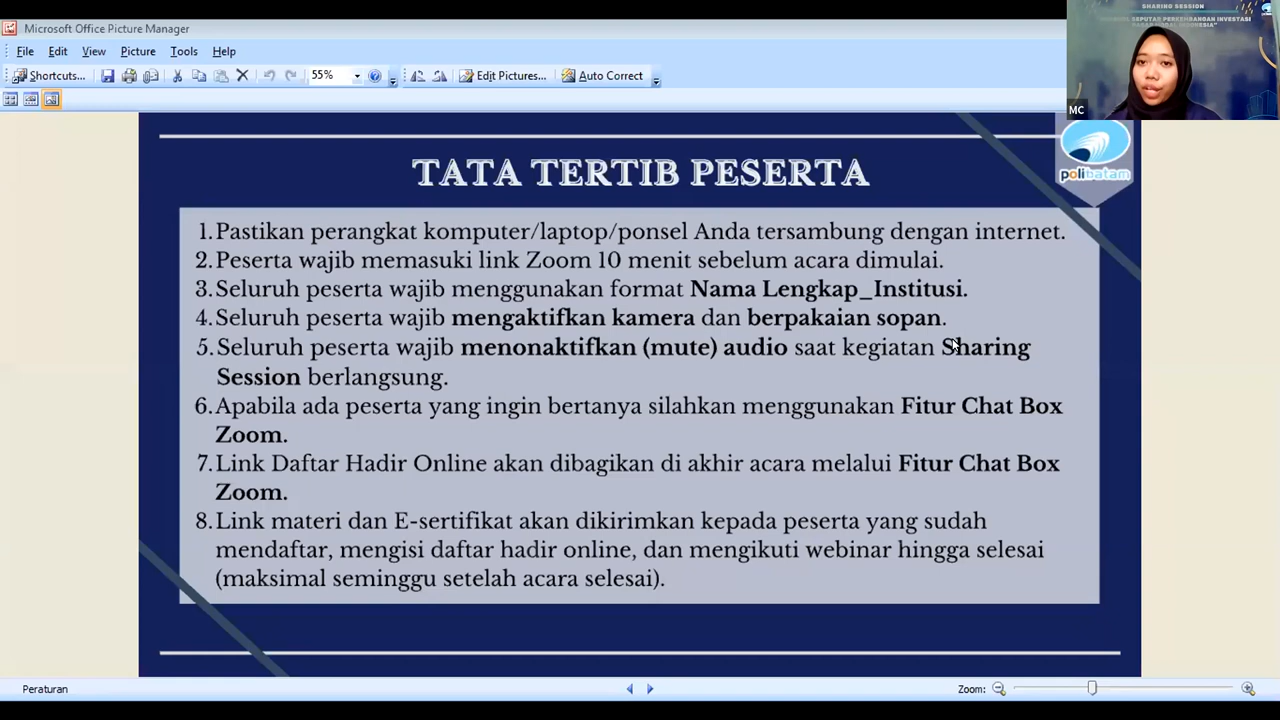 Microsoft Office Picture Manager
File Edit View Picture Tools Help
Shortcuts... 55% Edit Pictures... Auto Correct
SHARING SESSION
SEPUTAR PERKEMBANGAN INVESTASI
MC
polibatam
TATA TERTIB PESERTA
1. Pastikan perangkat komputer/laptop/ponsel Anda tersambung dengan internet.
2. Peserta wajib memasuki link Zoom 10 menit sebelum acara dimulai.
3. Seluruh peserta wajib menggunakan format Nama Lengkap_Institusi.
4. Seluruh peserta wajib mengaktifkan kamera dan berpakaian sopan.
5. Seluruh peserta wajib menonaktifkan (mute) audio saat kegiatan Sharing
Session berlangsung.
6. Apabila ada peserta yang ingin bertanya silahkan menggunakan Fitur Chat Box
Zoom.
7. Link Daftar Hadir Online akan dibagikan di akhir acara melalui Fitur Chat Box
Zoom.
8. Link materi dan E-sertifikat akan dikirimkan kepada peserta yang sudah
mendaftar, mengisi daftar hadir online, dan mengikuti webinar hingga selesai
(maksimal seminggu setelah acara selesai).
Peraturan
Zoom: